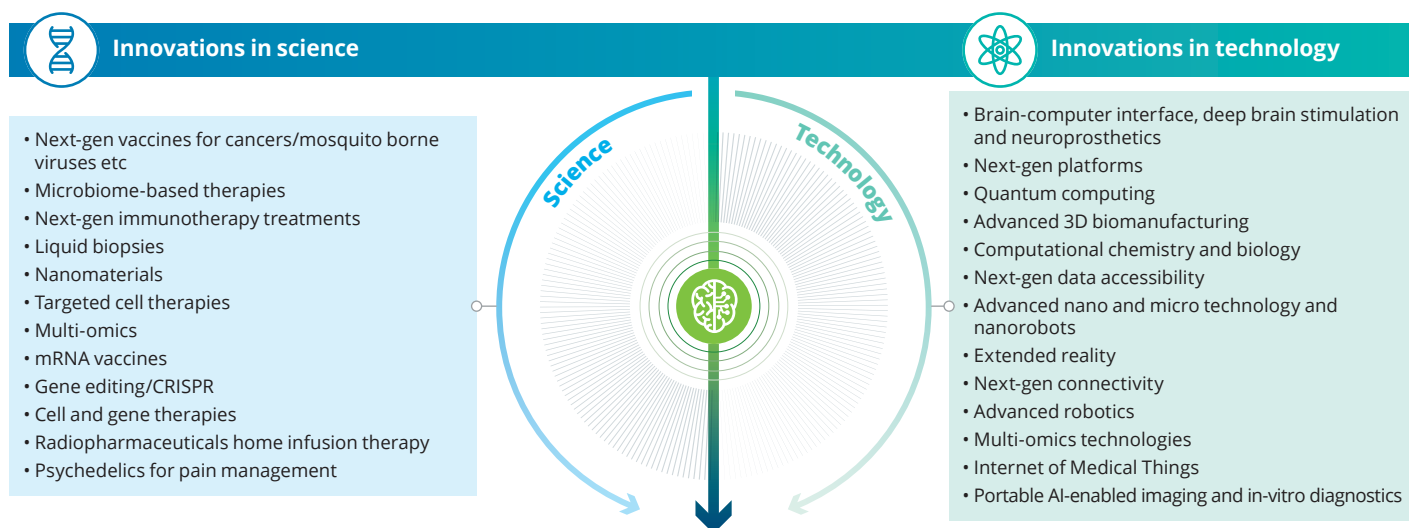 Innovations in science
Innovations in technology
• Next-gen vaccines for cancers/mosquito borne
viruses etc
• Microbiome-based therapies
• Next-gen immunotherapy treatments
• Liquid biopsies
• Nanomaterials
• Targeted cell therapies
• Multi-omics
• mRNA vaccines
• Gene editing/CRISPR
• Cell and gene therapies
• Radiopharmaceuticals home infusion therapy
• Psychedelics for pain management
Science
Technology
• Brain-computer interface, deep brain stimulation
and neuroprosthetics
• Next-gen platforms
• Quantum computing
• Advanced 3D biomanufacturing
• Computational chemistry and biology
• Next-gen data accessibility
• Advanced nano and micro technology and
nanorobots
• Extended reality
• Next-gen connectivity
• Advanced robotics
• Multi-omics technologies
• Internet of Medical Things
• Portable AI-enabled imaging and in-vitro diagnostics